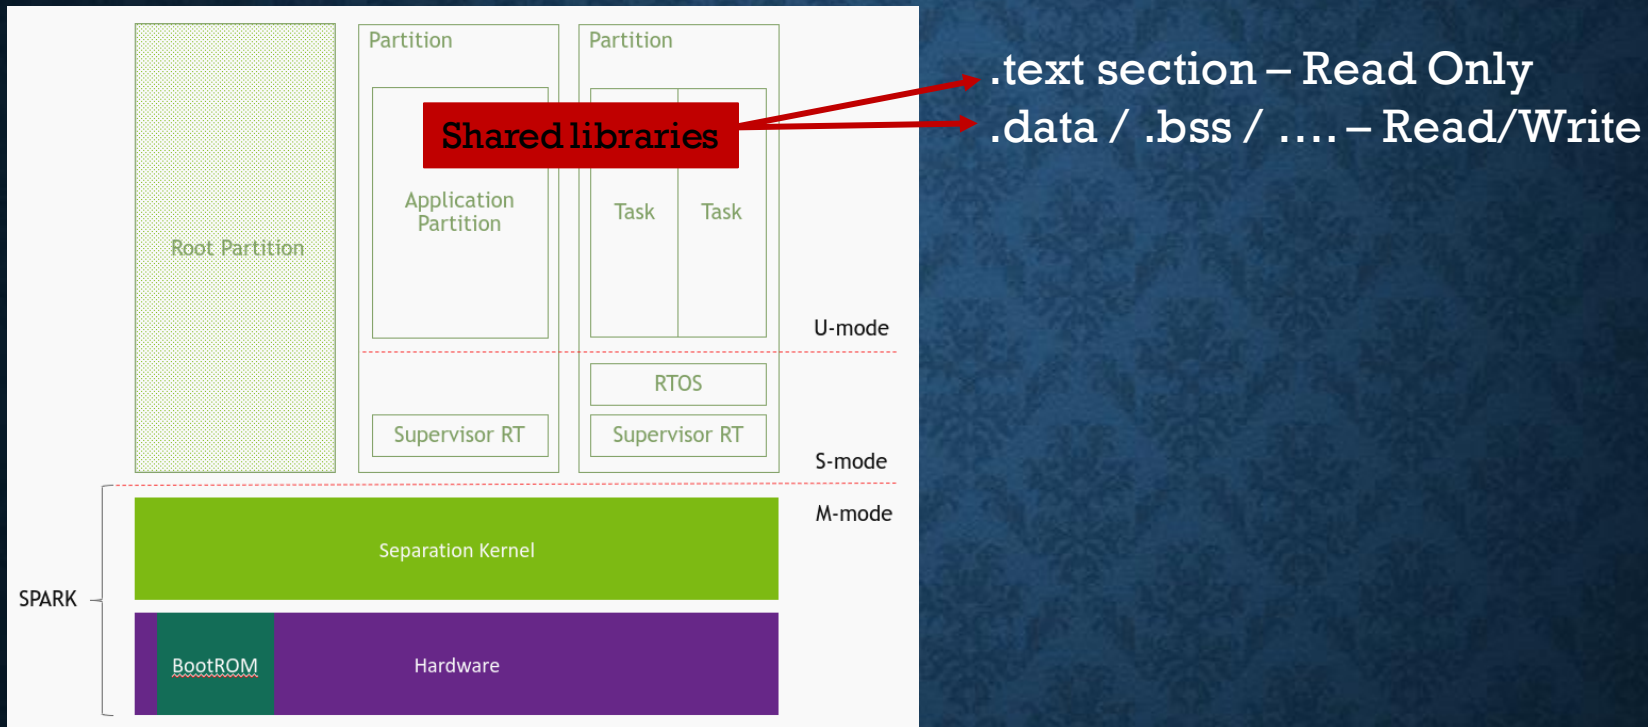 Partition
Partition
.text section – Read Only
.data / .bss / …. – Read/Write
Shared libraries
Application
Partition
Task
Task
Root Partition
U-mode
RTOS
Supervisor RT
Supervisor RT
S-mode
M-mode
Separation Kernel
SPARK
BootROM
Hardware